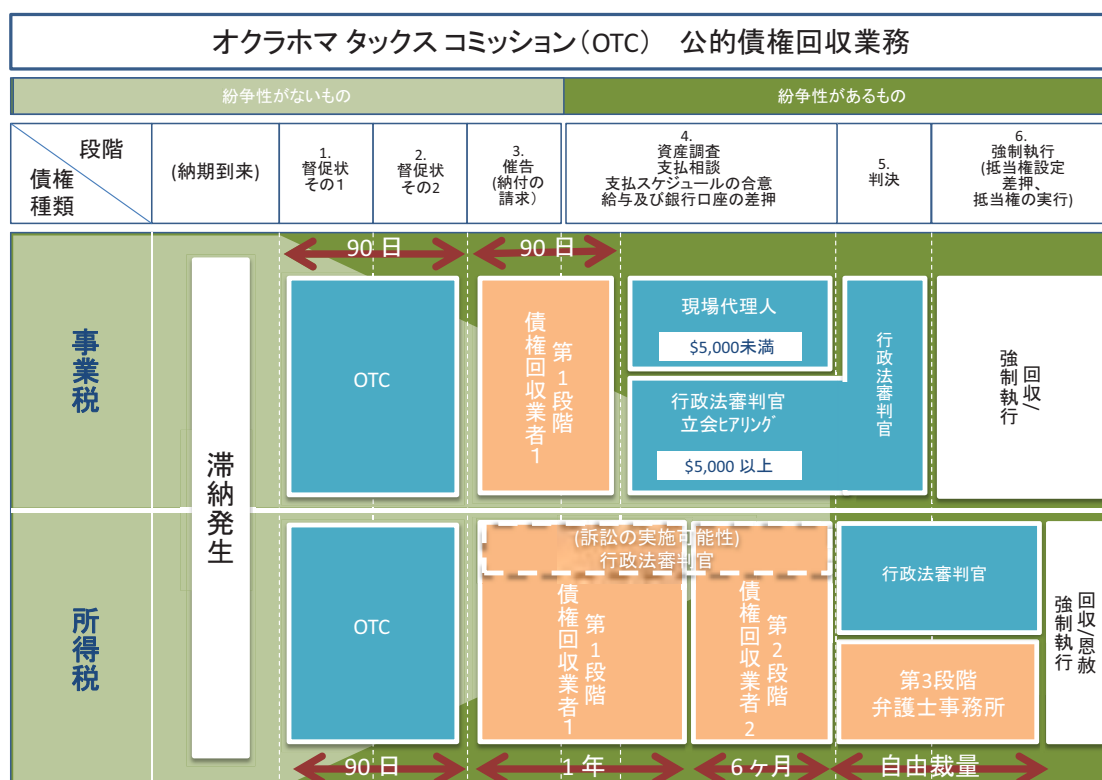 オクラホマ タックス コミッション（OTC）　公的債権回収業務
紛争性がないもの
紛争性があるもの
段階
債権
種類
(納期到来)
1.
督促状
その1
2.
督促状
その2
3.
催告
(納付の
請求）
4.
資産調査
支払相談
支払スケジュールの合意
給与及び銀行口座の差押
5.
判決
6.
強制執行
(抵当権設定
差押、
抵当権の実行)
90 日
90 日
事業税
滞納発生
OTC
第1段階
債権回収業者1
現場代理人
$5,000未満
行政法審判官
立会ﾋｱﾘﾝｸﾞ
$5,000 以上
行政法審判官
回収/
強制執行
所得税
OTC
(訴訟の実施可能性)
行政法審判官
第1段階
債権回収業者1
第2段階
債権回収業者2
行政法審判官
第3段階
弁護士事務所
回収/恩赦
強制執行
90日
1 年
6ヶ月
自由裁量